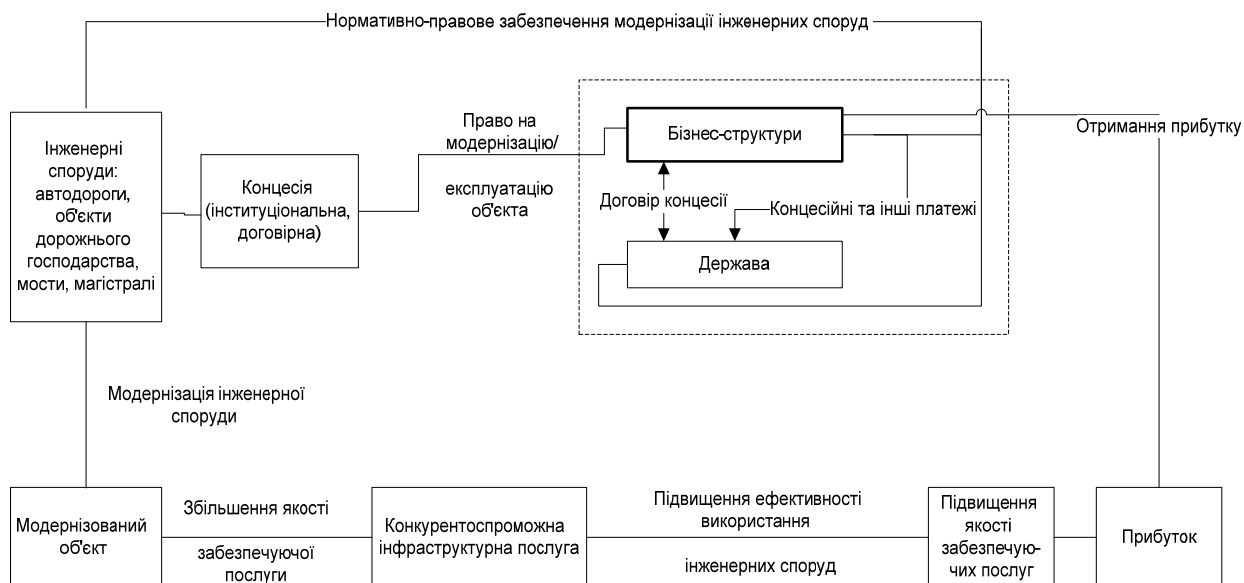 Нормативно-правове забезпечення модернізації інженерних споруд
Інженерні
споруди:
автодороги,
об'єкти
дорожнього
господарства,
мости, магістралі
Концесія
(інституціональна,
договірна)
Право на
модернізацію/
експлуатацію
об'єкта
Бізнес-структури
Договір концесії
Концесійні та інші платежі
Держава
Отримання прибутку
Модернізація інженерної
споруди
Модернізований
об'єкт
Збільшення якості
забезпечуючої
послуги
Конкурентоспроможна
інфраструктурна послуга
Підвищення ефективності
використання
інженерних споруд
Підвищення
якості
забезпечую-
чих послуг
Прибуток